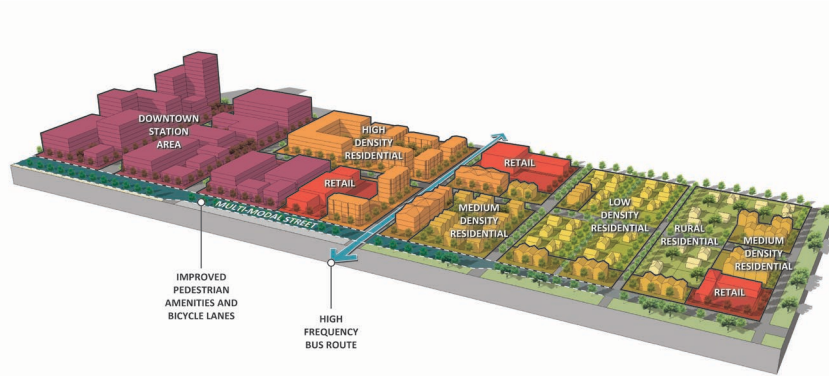 DOWNTOWN
STATION
AREA
HIGH
DENSITY
RESIDENTIAL
RETAIL
RETAIL
MULTI-MODAL STREET
MEDIUM
DENSITY
RESIDENTIAL
LOW
DENSITY
RESIDENTIAL
RURAL
RESIDENTIAL
MEDIUM
DENSITY
RESIDENTIAL
RETAIL
IMPROVED
PEDESTRIAN
AMENITIES AND
BICYCLE LANES
HIGH
FREQUENCY
BUS ROUTE